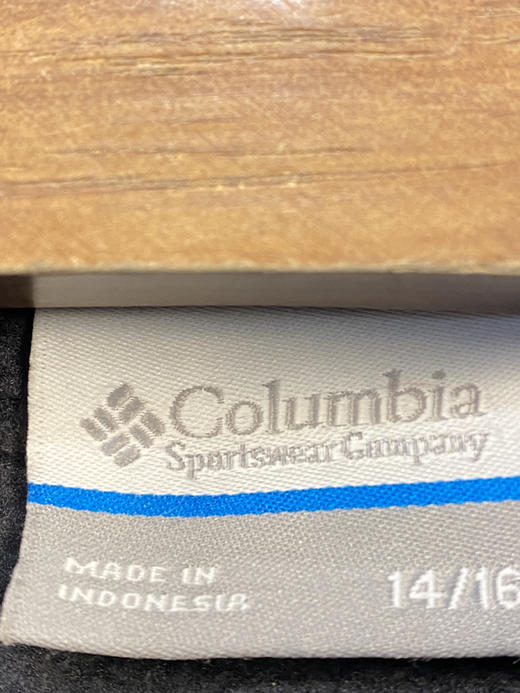 Columbia
Sportswear Company
MADE IN
INDONESIA
14/16